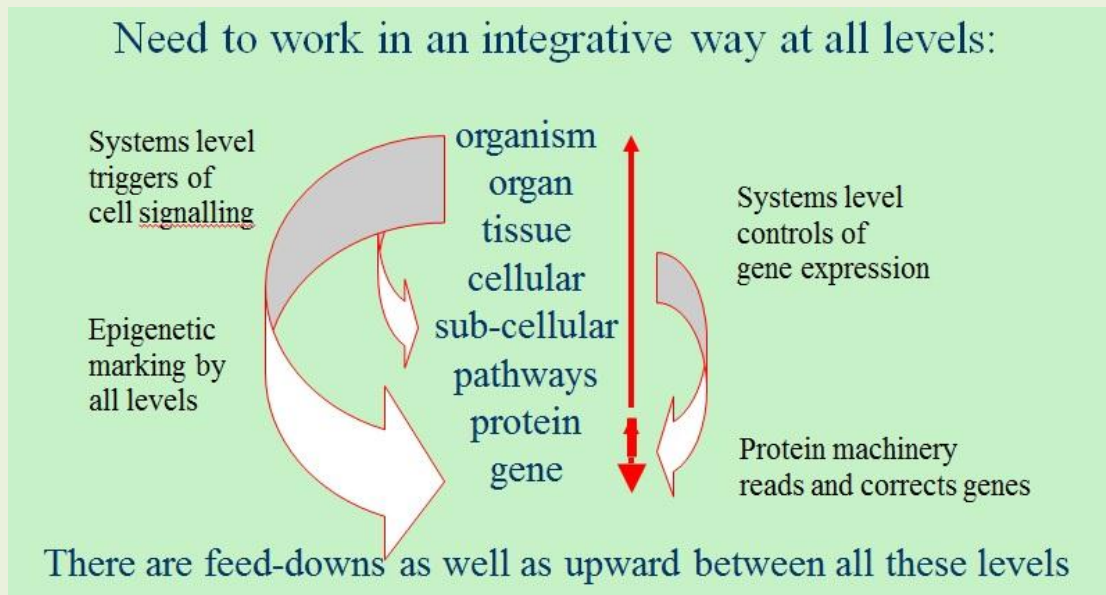 Need to work in an integrative way at all levels:
Systems level
triggers of
cell signalling
Epigenetic
marking by
all levels
organism
organ
tissue
cellular
sub-cellular
pathways
protein
gene
Systems level
controls of
gene expression
Protein machinery
reads and corrects genes
There are feed-downs as well as upward between all these levels